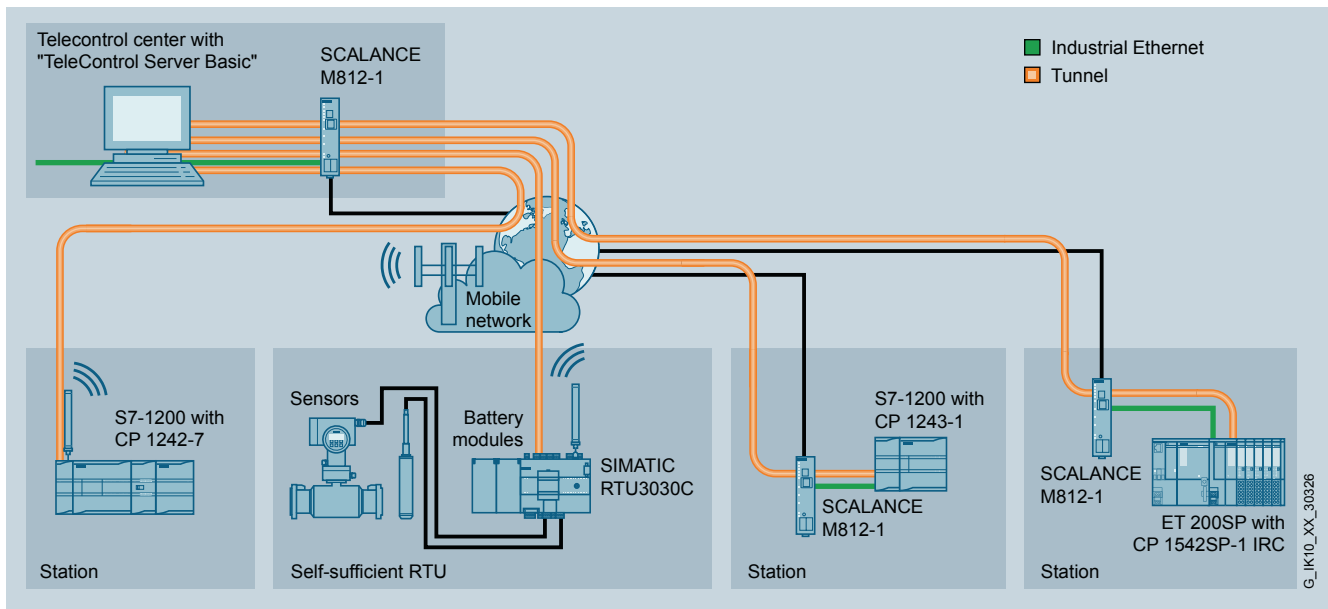 Telecontrol center with
"TeleControl Server Basic"
SCALANCE
M812-1
Industrial Ethernet
Tunnel
Mobile
network
S7-1200 with
CP 1242-7
Station
Sensors
Battery
modules
SIMATIC
RTU3030C
Self-sufficient RTU
S7-1200 with
CP 1243-1
SCALANCE
M812-1
Station
SCALANCE
M812-1
ET 200SP with
CP 1542SP-1 IRC
Station
G_IK10_XX_30326